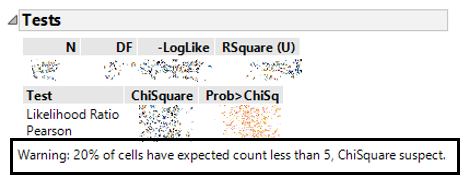 Tests
N DF -LogLike RSquare (U)
Test ChiSquare Prob>ChiSq
Likelihood Ratio
Pearson
Warning: 20% of cells have expected count less than 5, ChiSquare suspect.